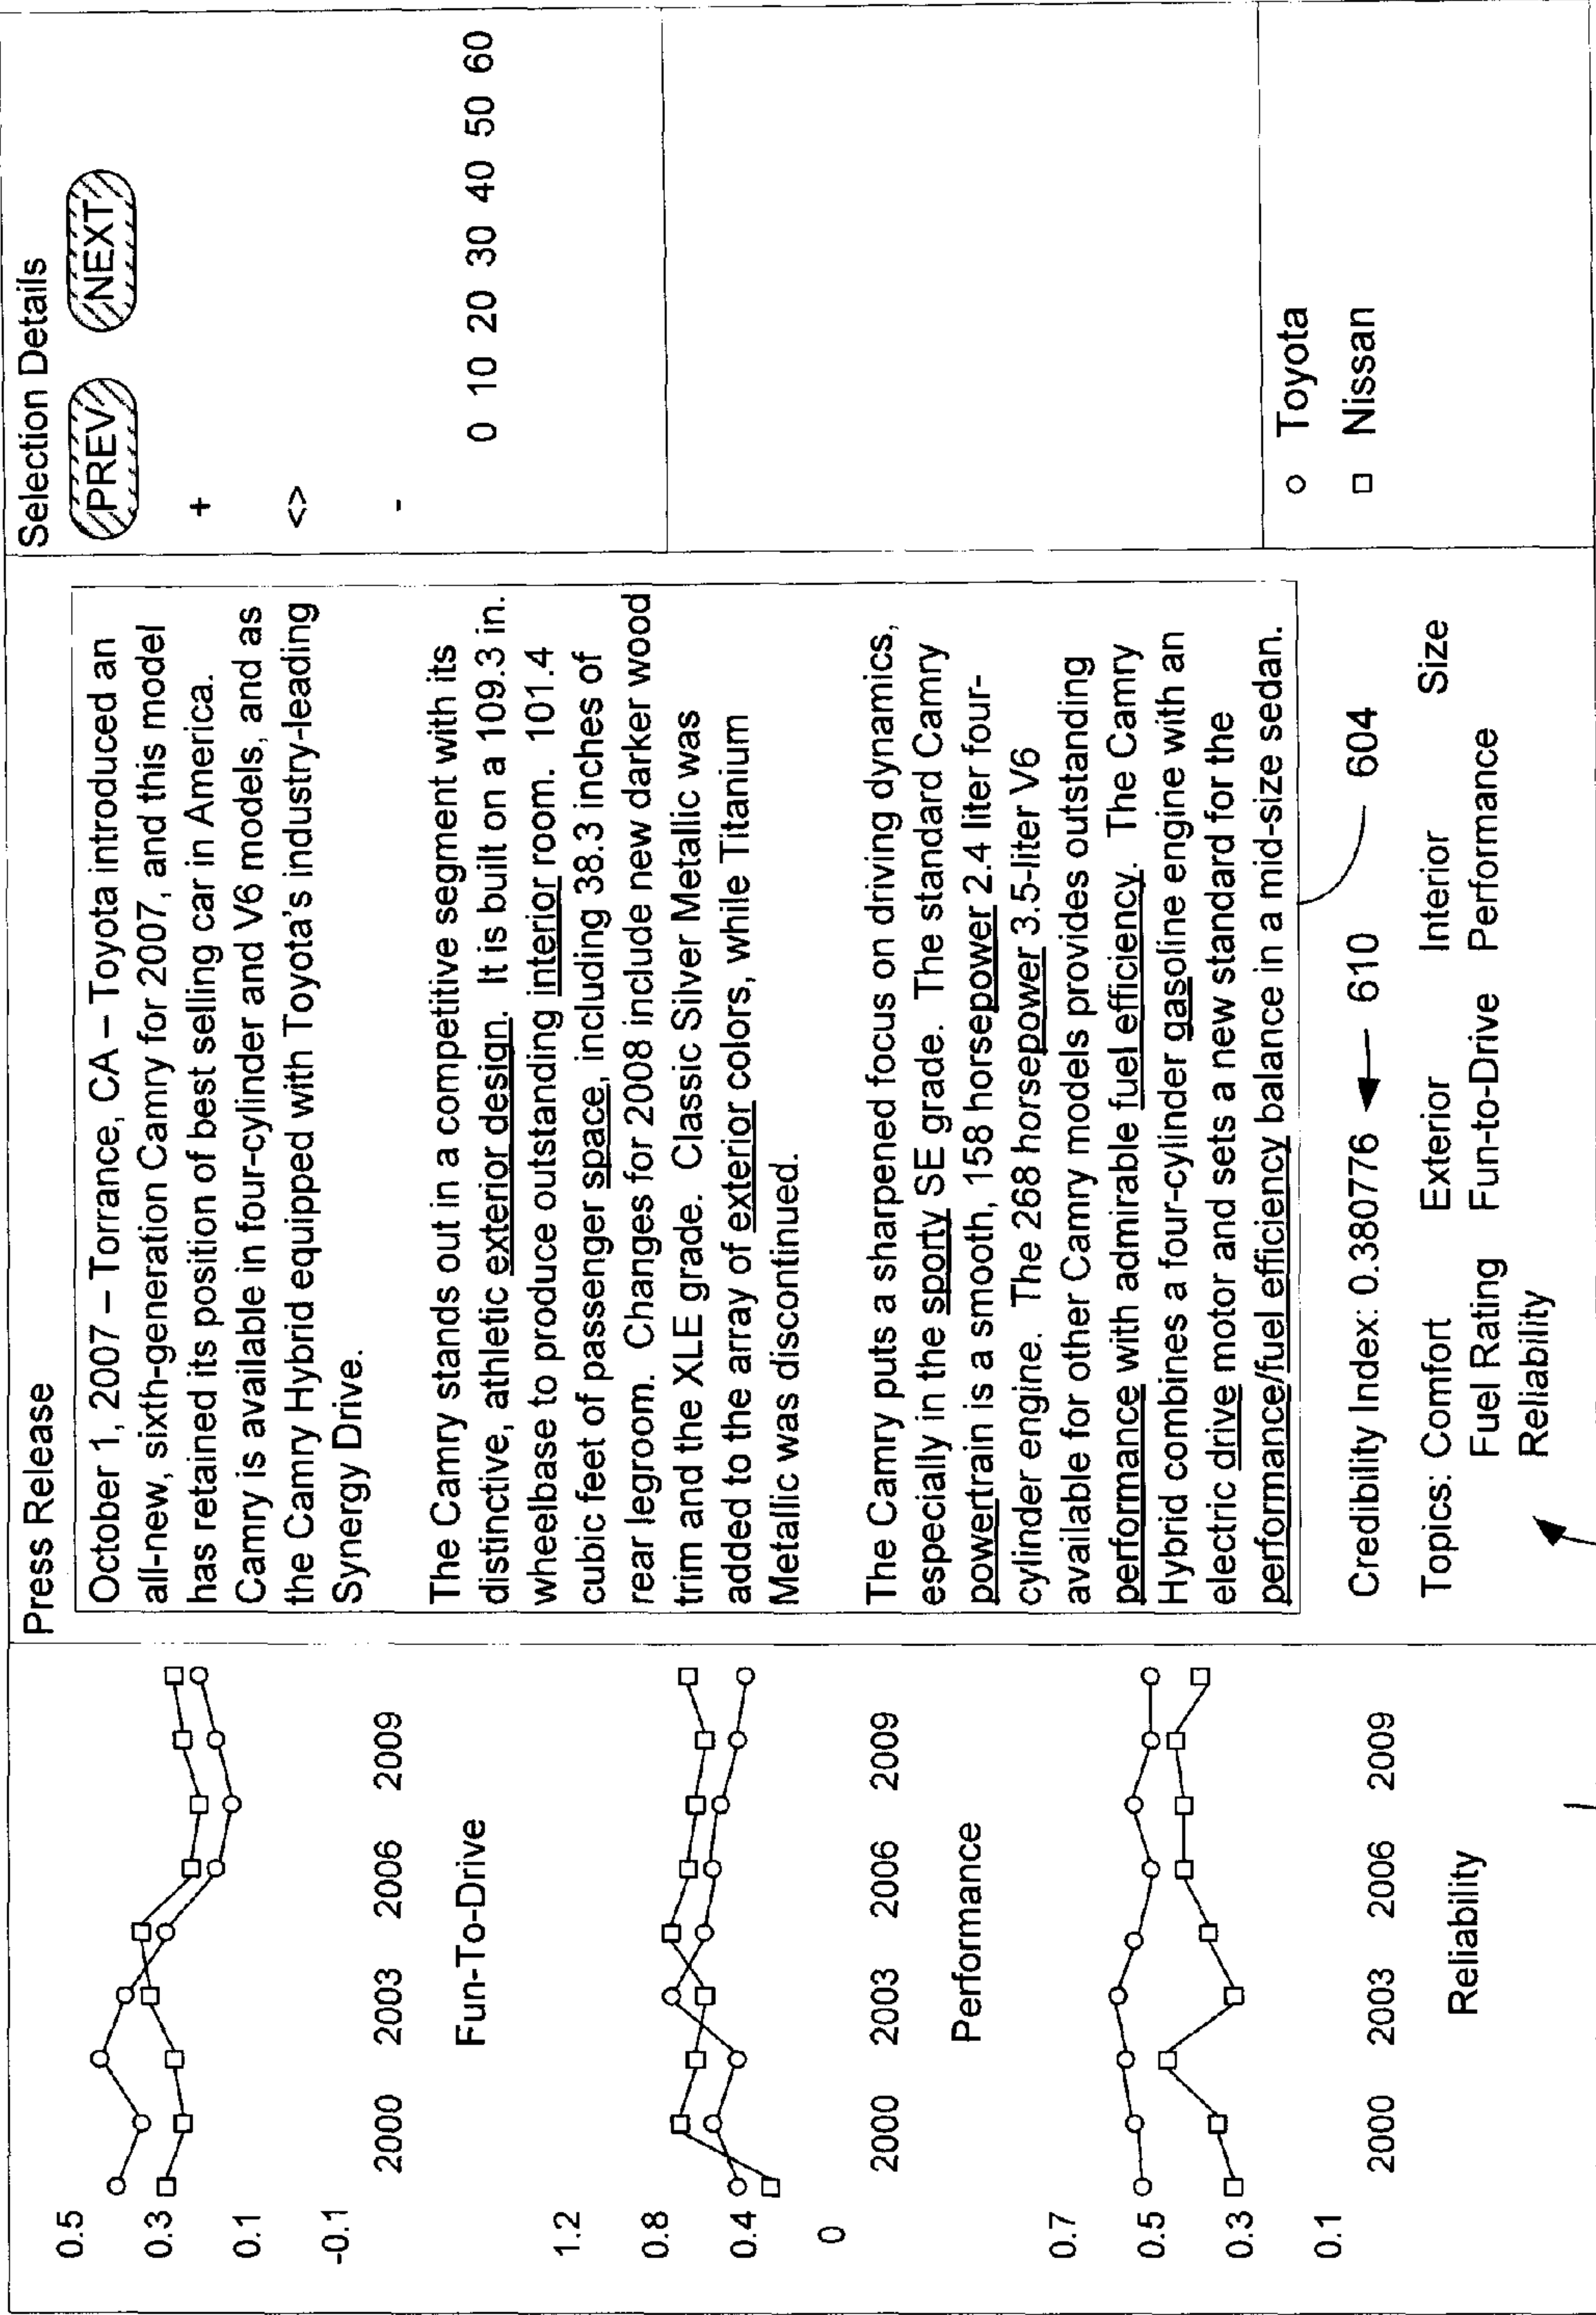 0.5
0.3
0.1
-0.1
2000 2003 2006 2009
Fun-To-Drive
1.2
0.8
0.4
0
2000 2003 2006 2009
Performance
0.7
0.5
0.3
0.1
2000 2003 2006 2009
Reliability
Press Release
October 1, 2007 – Torrance, CA – Toyota introduced an
all-new, sixth-generation Camry for 2007, and this model
has retained its position of best selling car in America.
Camry is available in four-cylinder and V6 models, and as
the Camry Hybrid equipped with Toyota's industry-leading
Synergy Drive.
The Camry stands out in a competitive segment with its
distinctive, athletic exterior design. It is built on a 109.3 in.
wheelbase to produce outstanding interior room. 101.4
cubic feet of passenger space, including 38.3 inches of
rear legroom. Changes for 2008 include new darker wood
trim and the XLE grade. Classic Silver Metallic was
added to the array of exterior colors, while Titanium
Metallic was discontinued.
The Camry puts a sharpened focus on driving dynamics,
especially in the sporty SE grade. The standard Camry
powertrain is a smooth, 158 horsepower 2.4 liter four-
cylinder engine. The 268 horsepower 3.5-liter V6
available for other Camry models provides outstanding
performance with admirable fuel efficiency. The Camry
Hybrid combines a four-cylinder gasoline engine with an
electric drive motor and sets a new standard for the
performance/fuel efficiency balance in a mid-size sedan.
Credibility Index: 0.380776 610 604
Topics: Comfort Exterior Interior Size
Fuel Rating Fun-to-Drive Performance
Reliability
Selection Details
PREV NEXT
+
<>
-
0 10 20 30 40 50 60
Toyota
Nissan